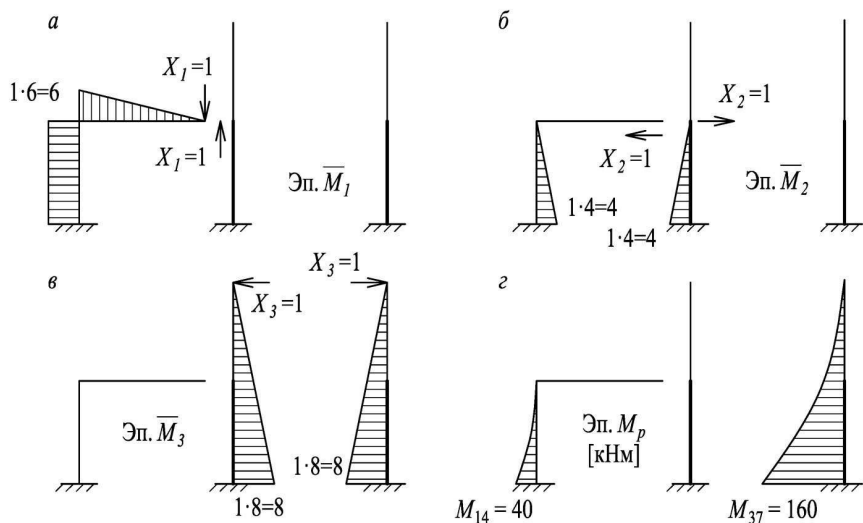 а
X₁=1
1·6=6
X₁=1
Эп. M̅₁
б
X₂=1
X₂=1
1·4=4
1·4=4
Эп. M̅₂
в
X₃=1
X₃=1
Эп. M̅₃
1·8=8
1·8=8
г
Эп. Mₚ
[кНм]
M₁₄ = 40
M₃₇ = 160